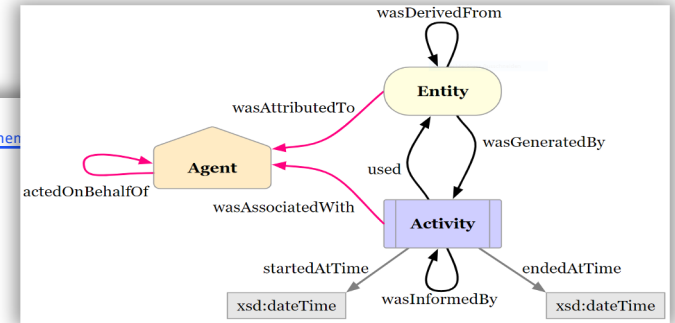 wasDerivedFrom
Entity
wasAttributedTo
wasGeneratedBy
used
Agent
actedOnBehalfOf
wasAssociatedWith
Activity
startedAtTime
endedAtTime
wasInformedBy
xsd:dateTime
xsd:dateTime